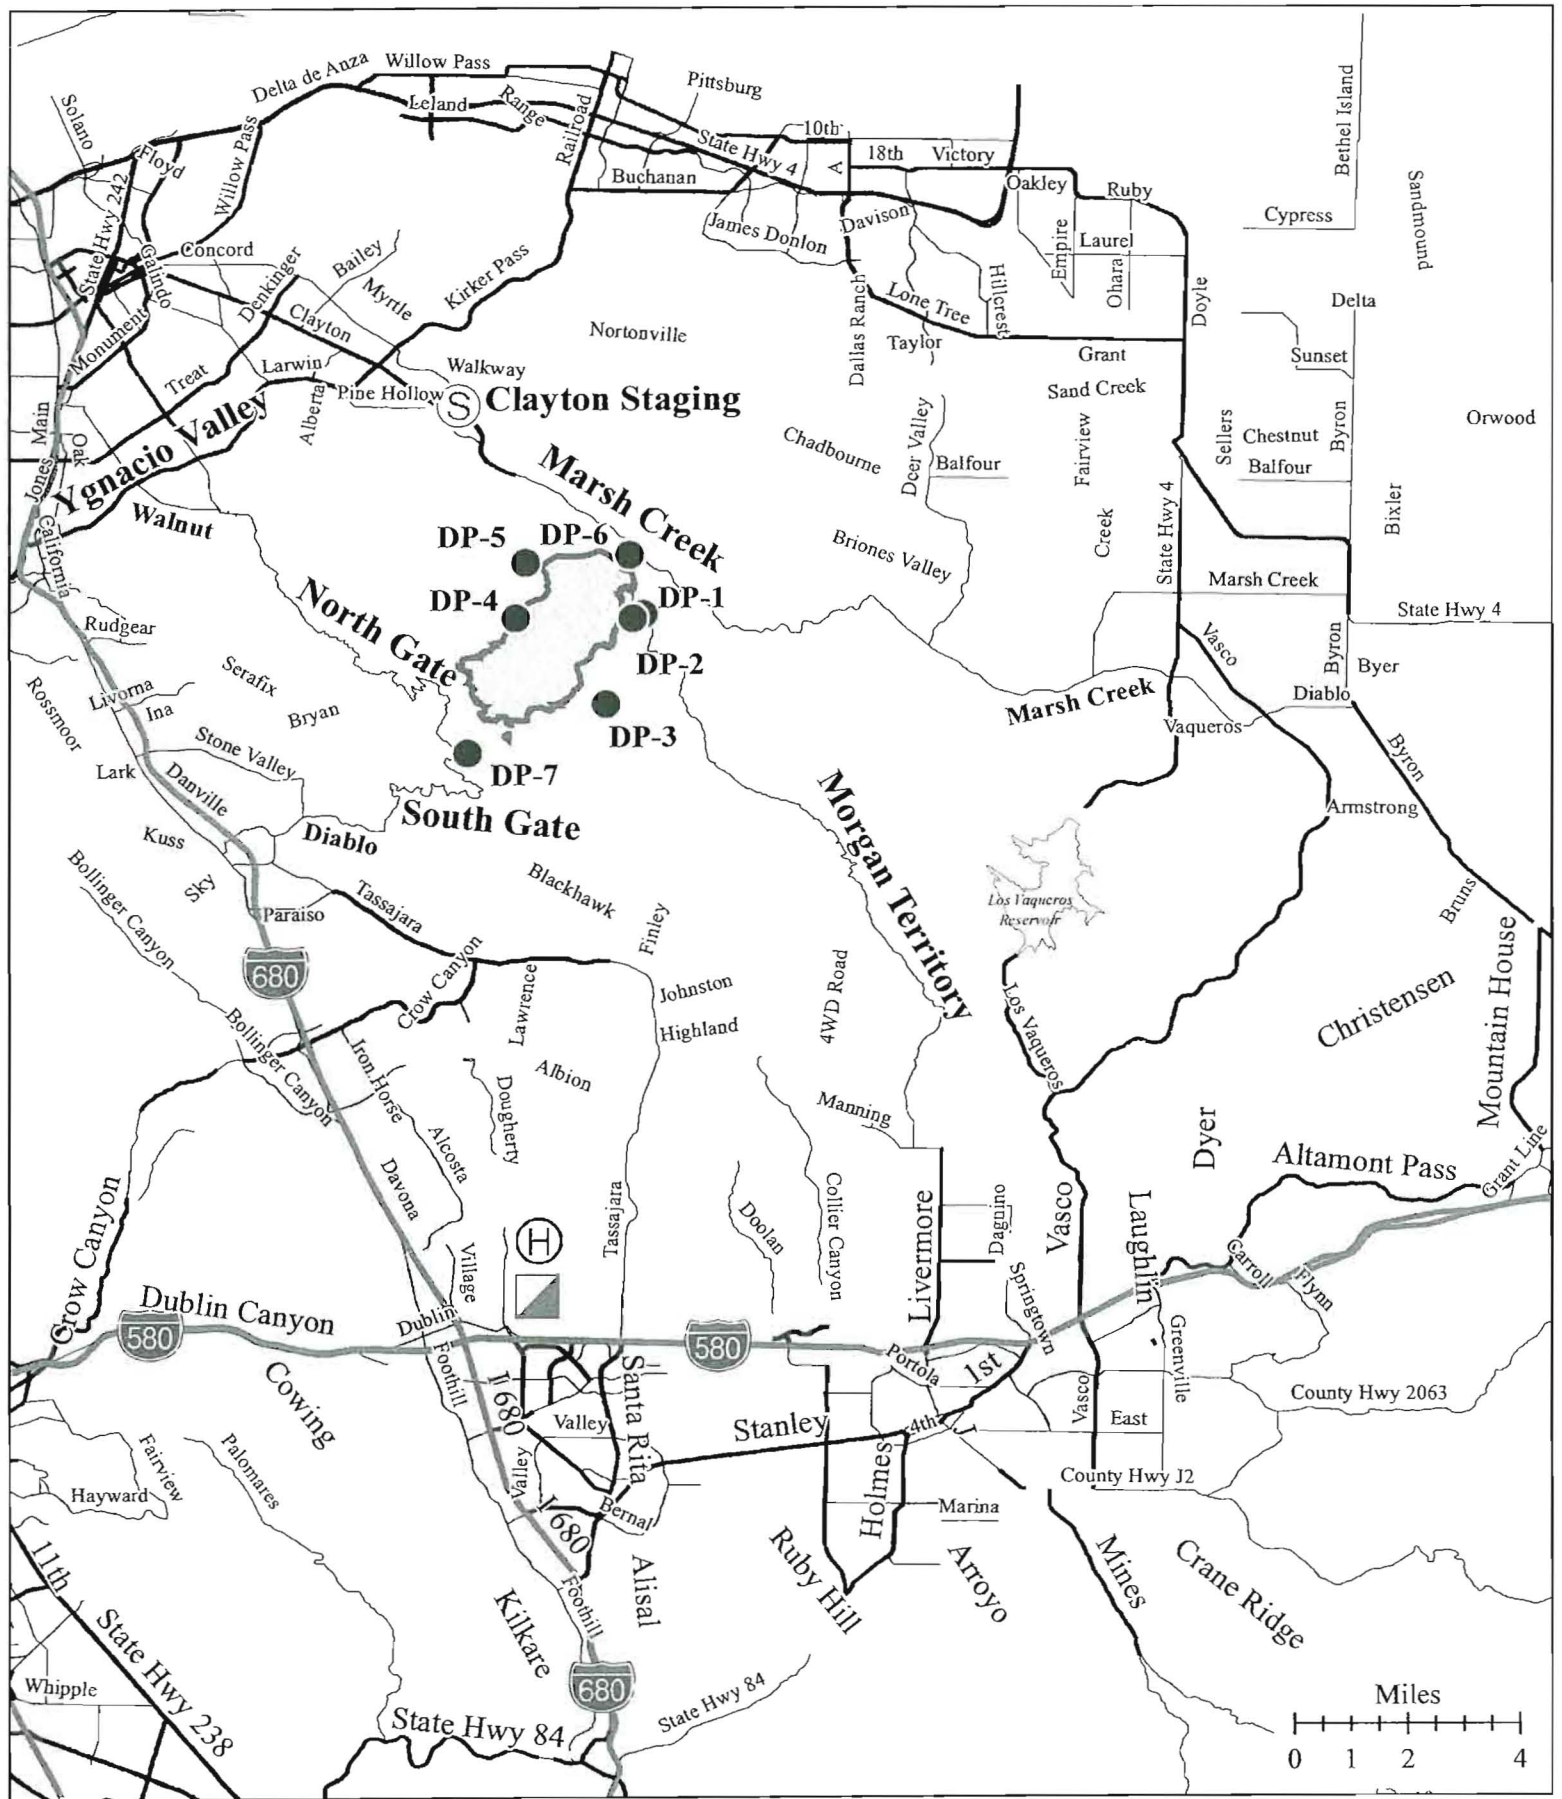 Willow Pass
Delta de Anza
Leland
Range
Pittsburg
Bethel Island
Solano
Floyd
Willow Pass
Railroad
State Hwy 4
10th
A
18th
Victory
Buchanan
Oakley
Ruby
Sandmound
State Hwy 242
Galindo
Concord
Denkinger
Bailey
Myrtle
Kirker Pass
James Donlon
Davison
Empire
Laurel
Ohara
Cypress
Clayton
Nortonville
Dallas Ranch
Lone Tree
Hillcrest
Doyle
Delta
Monument
Treat
Larwin
Walkway
Taylor
Grant
Sunset
Alberta
Pine Hollow
S
Clayton Staging
Sand Creek
Main
Oak
Ygnacio Valley
Chadbourne
Deer Valley
Balfour
Fairview
Sellers
Chestnut
Balfour
Byron
Orwood
Jones
Walnut
Marsh Creek
Creek
State Hwy 4
Bixler
California
DP-5
DP-6
Briones Valley
Marsh Creek
DP-4
DP-1
State Hwy 4
North Gate
Rudgear
DP-2
Vasco
Byron
Byer
Serafix
Livorna
Ina
Bryan
Rossmoor
Marsh Creek
Diablo
DP-3
Vaqueros
Stone Valley
Lark
Danville
DP-7
Byron
South Gate
Kuss
Diablo
Morgan Territory
Armstrong
Bollinger Canyon
Sky
Blackhawk
Paraiso
Tassajara
Finley
Los Vaqueros
Reservoir
Bruns
680
Crow Canyon
Lawrence
Johnston
Highland
4WD Road
Los Vaqueros
Christensen
Mountain House
Bollinger Canyon
Iron Horse
Albion
Dougherty
Manning
Alcosta
Davona
Dyer
Altamont Pass
Grant Line
Crow Canyon
Tassajara
Doolan
Collier Canyon
Livermore
Dagnino
Vasco
Laughlin
H
Village
Springtown
Carroll
Flynn
Dublin Canyon
Dublin
580
580
Foothill
Portola
1st
Greenville
Cowing
I 680
Santa Rita
Valley
Stanley
4th
J
Vasco
East
County Hwy 2063
Fairview
Palomares
Hayward
Valley
I 680
Bernal
Holmes
Marina
County Hwy J2
11th
Foothill
Alisal
Kilkare
Ruby Hill
Arroyo
Mines
Crane Ridge
State Hwy 238
Whipple
680
State Hwy 84
State Hwy 84
Miles
0 1 2 4